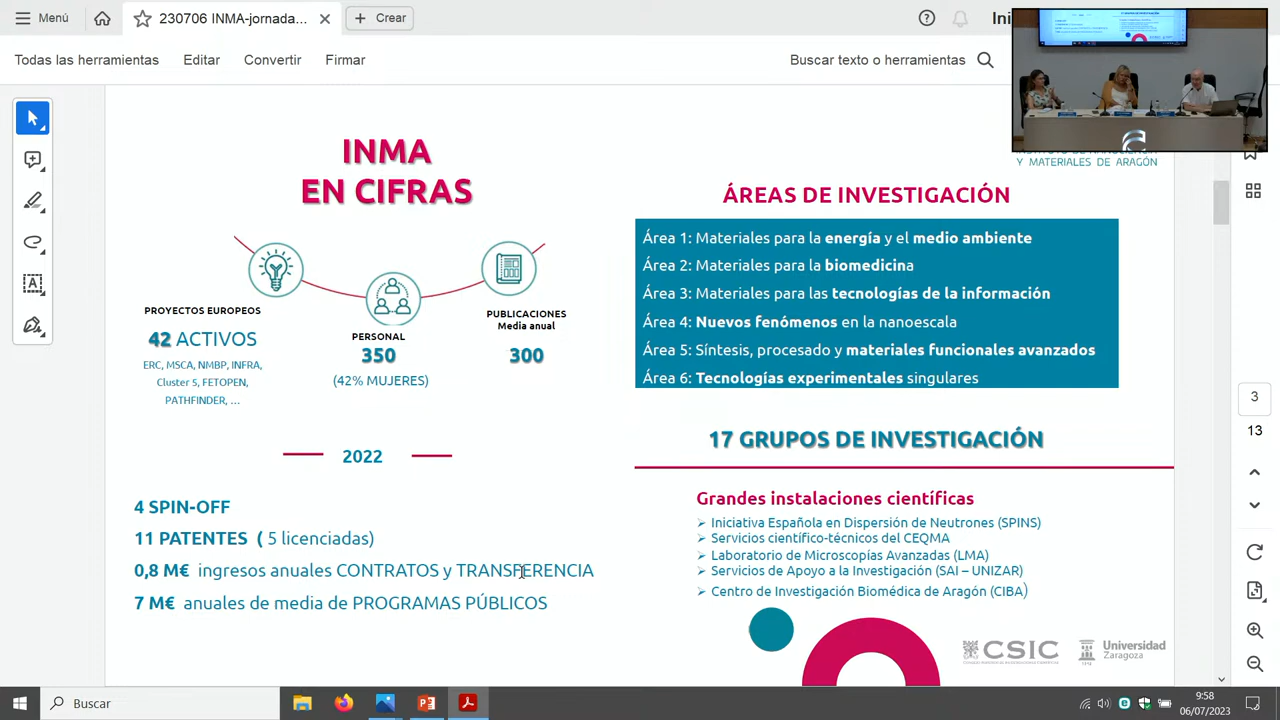 Menú
230706 INMA-jornada...
Crear
Todas las herramientas
Editar
Convertir
Firmar
Buscar texto o herramientas
Y MATERIALES DE ARAGÓN
INMA
EN CIFRAS
PROYECTOS EUROPEOS
42 ACTIVOS
ERC, MSCA, NMBP, INFRA,
Cluster 5, FETOPEN,
PATHFINDER, ...
PERSONAL
350
(42% MUJERES)
PUBLICACIONES
Media anual
300
2022
4 SPIN-OFF
11 PATENTES ( 5 licenciadas)
0,8 M€ ingresos anuales CONTRATOS y TRANSFERENCIA
7 M€ anuales de media de PROGRAMAS PÚBLICOS
ÁREAS DE INVESTIGACIÓN
Área 1: Materiales para la energía y el medio ambiente
Área 2: Materiales para la biomedicina
Área 3: Materiales para las tecnologías de la información
Área 4: Nuevos fenómenos en la nanoescala
Área 5: Síntesis, procesado y materiales funcionales avanzados
Área 6: Tecnologías experimentales singulares
17 GRUPOS DE INVESTIGACIÓN
Grandes instalaciones científicas
➢ Iniciativa Española en Dispersión de Neutrones (SPINS)
➢ Servicios científico-técnicos del CEQMA
➢ Laboratorio de Microscopías Avanzadas (LMA)
➢ Servicios de Apoyo a la Investigación (SAI – UNIZAR)
➢ Centro de Investigación Biomédica de Aragón (CIBA)
CSIC
Universidad
Zaragoza
3
13
Buscar
9:58
06/07/2023